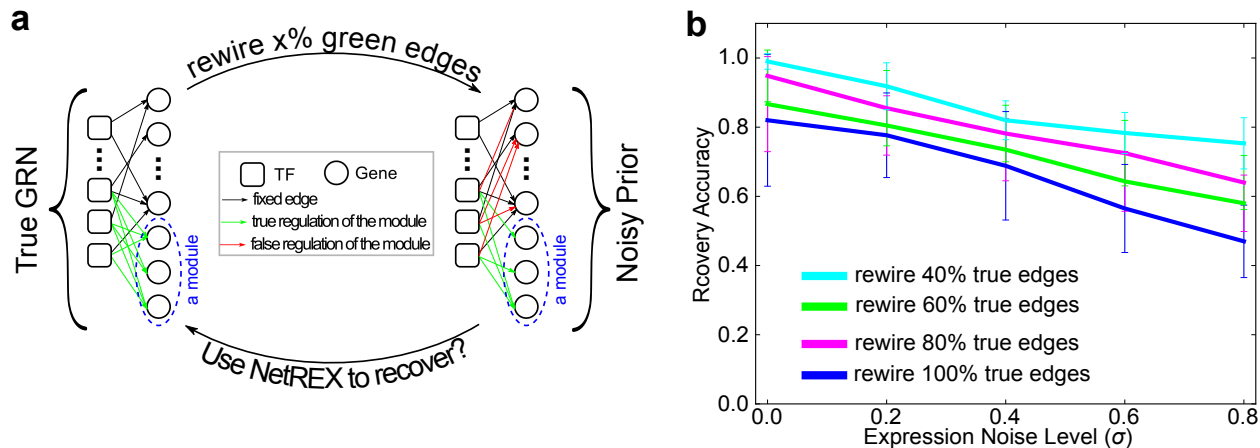 a
rewire x% green edges
True GRN
TF
Gene
fixed edge
true regulation of the module
false regulation of the module
a module
a module
Noisy Prior
Use NetREX to recover?
b
Rcovery Accuracy
1.0
0.8
0.6
0.4
0.2
0.0
rewire 40% true edges
rewire 60% true edges
rewire 80% true edges
rewire 100% true edges
0.0 0.2 0.4 0.6 0.8
Expression Noise Level (σ)